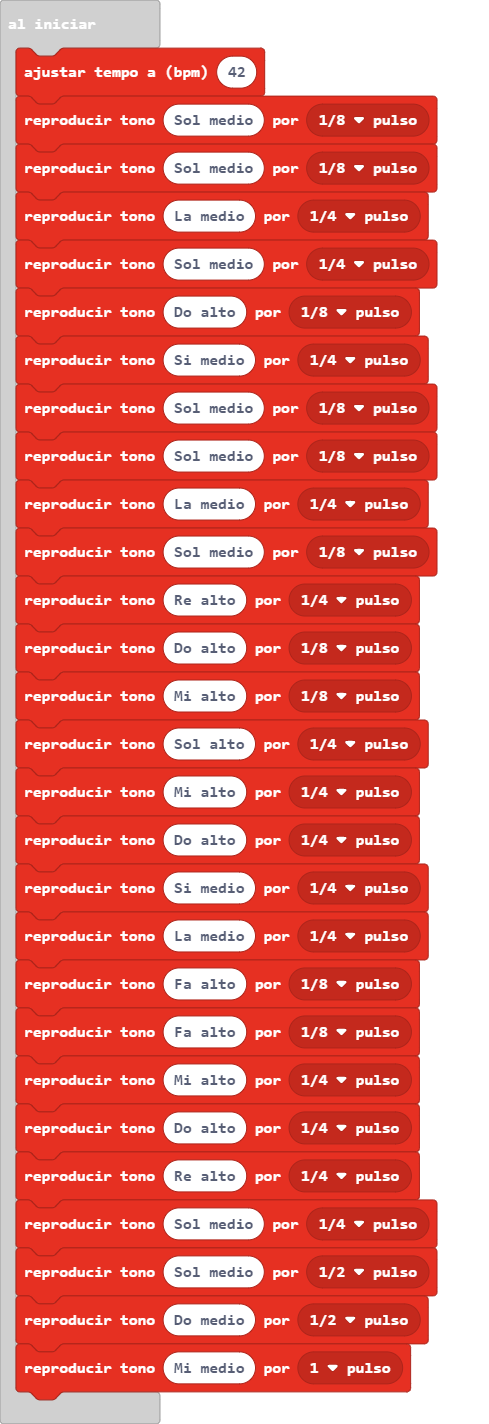 al iniciar
ajustar tempo a (bpm) 42
reproducir tono Sol medio por 1/8 pulso
reproducir tono Sol medio por 1/8 pulso
reproducir tono La medio por 1/4 pulso
reproducir tono Sol medio por 1/4 pulso
reproducir tono Do alto por 1/8 pulso
reproducir tono Si medio por 1/4 pulso
reproducir tono Sol medio por 1/8 pulso
reproducir tono Sol medio por 1/8 pulso
reproducir tono La medio por 1/4 pulso
reproducir tono Sol medio por 1/8 pulso
reproducir tono Re alto por 1/4 pulso
reproducir tono Do alto por 1/8 pulso
reproducir tono Mi alto por 1/8 pulso
reproducir tono Sol alto por 1/4 pulso
reproducir tono Mi alto por 1/4 pulso
reproducir tono Do alto por 1/4 pulso
reproducir tono Si medio por 1/4 pulso
reproducir tono La medio por 1/4 pulso
reproducir tono Fa alto por 1/8 pulso
reproducir tono Fa alto por 1/8 pulso
reproducir tono Mi alto por 1/4 pulso
reproducir tono Do alto por 1/4 pulso
reproducir tono Re alto por 1/4 pulso
reproducir tono Sol medio por 1/4 pulso
reproducir tono Sol medio por 1/2 pulso
reproducir tono Do medio por 1/2 pulso
reproducir tono Mi medio por 1 pulso